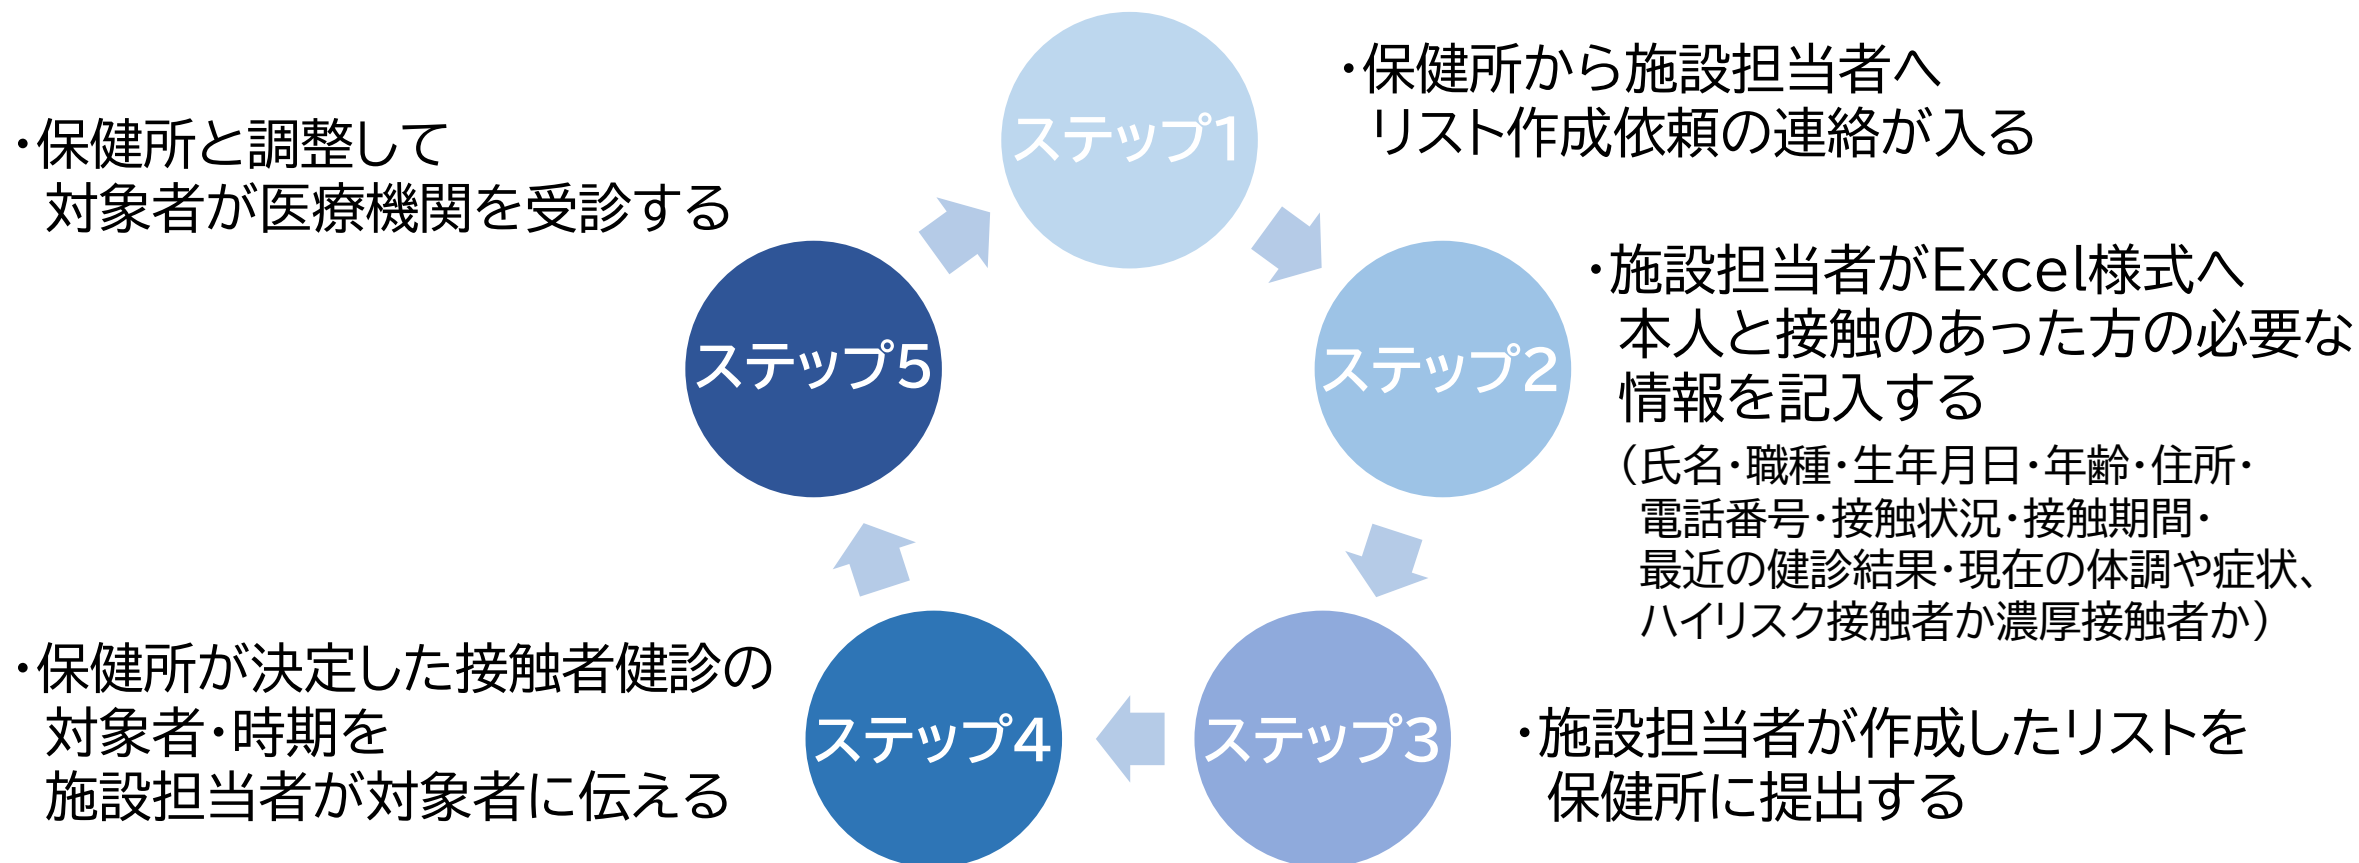 ステップ1
・保健所から施設担当者へ
リスト作成依頼の連絡が入る
ステップ2
・施設担当者がExcel様式へ
本人と接触のあった方の必要な
情報を記入する
（氏名・職種・生年月日・年齢・住所・
電話番号・接触状況・接触期間・
最近の健診結果・現在の体調や症状、
ハイリスク接触者か濃厚接触者か）
ステップ3
・施設担当者が作成したリストを
保健所に提出する
ステップ4
・保健所が決定した接触者健診の
対象者・時期を
施設担当者が対象者に伝える
ステップ5
・保健所と調整して
対象者が医療機関を受診する